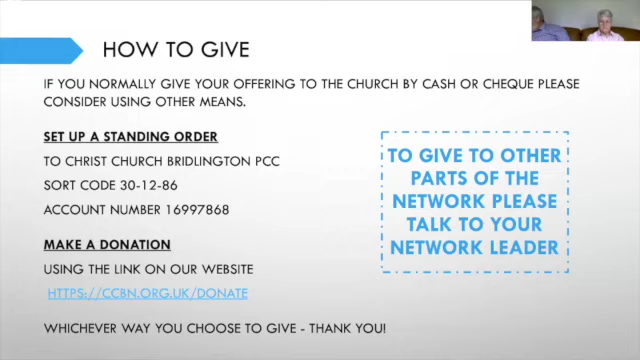 HOW TO GIVE
IF YOU NORMALLY GIVE YOUR OFFERING TO THE CHURCH BY CASH OR CHEQUE PLEASE
CONSIDER USING OTHER MEANS.
SET UP A STANDING ORDER
TO CHRIST CHURCH BRIDLINGTON PCC
SORT CODE 30-12-86
ACCOUNT NUMBER 16997868
MAKE A DONATION
USING THE LINK ON OUR WEBSITE
HTTPS://CCBN.ORG.UK/DONATE
WHICHEVER WAY YOU CHOOSE TO GIVE - THANK YOU!
TO GIVE TO OTHER
PARTS OF THE
NETWORK PLEASE
TALK TO YOUR
NETWORK LEADER